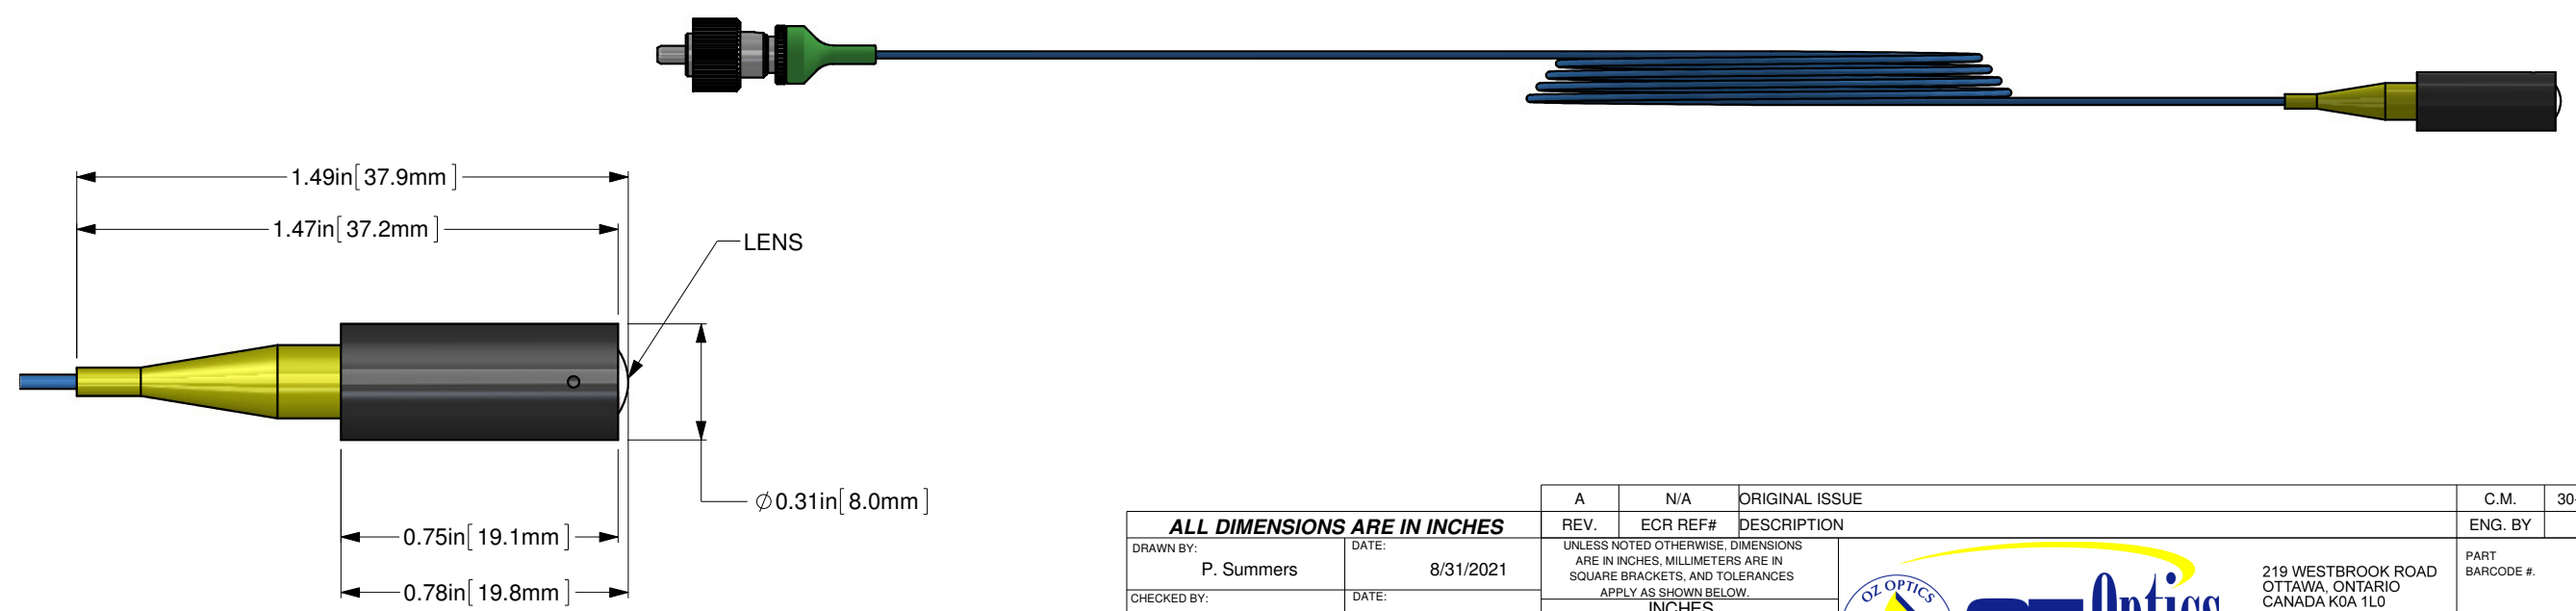 1.49in[ 37.9mm ]
1.47in[ 37.2mm ]
LENS
∅0.31in[ 8.0mm ]
0.75in[ 19.1mm ]
0.78in[ 19.8mm ]
A N/A ORIGINAL ISSUE C.M.
ALL DIMENSIONS ARE IN INCHES
REV. ECR REF# DESCRIPTION ENG. BY
DRAWN BY: DATE:
P. Summers 8/31/2021
CHECKED BY: DATE:
UNLESS NOTED OTHERWISE, DIMENSIONS
ARE IN INCHES, MILLIMETERS ARE IN
SQUARE BRACKETS, AND TOLERANCES
APPLY AS SHOWN BELOW.
INCHES
OZ OPTICS
Optics
219 WESTBROOK ROAD
OTTAWA, ONTARIO
CANADA K0A 1L0
PART
BARCODE #.